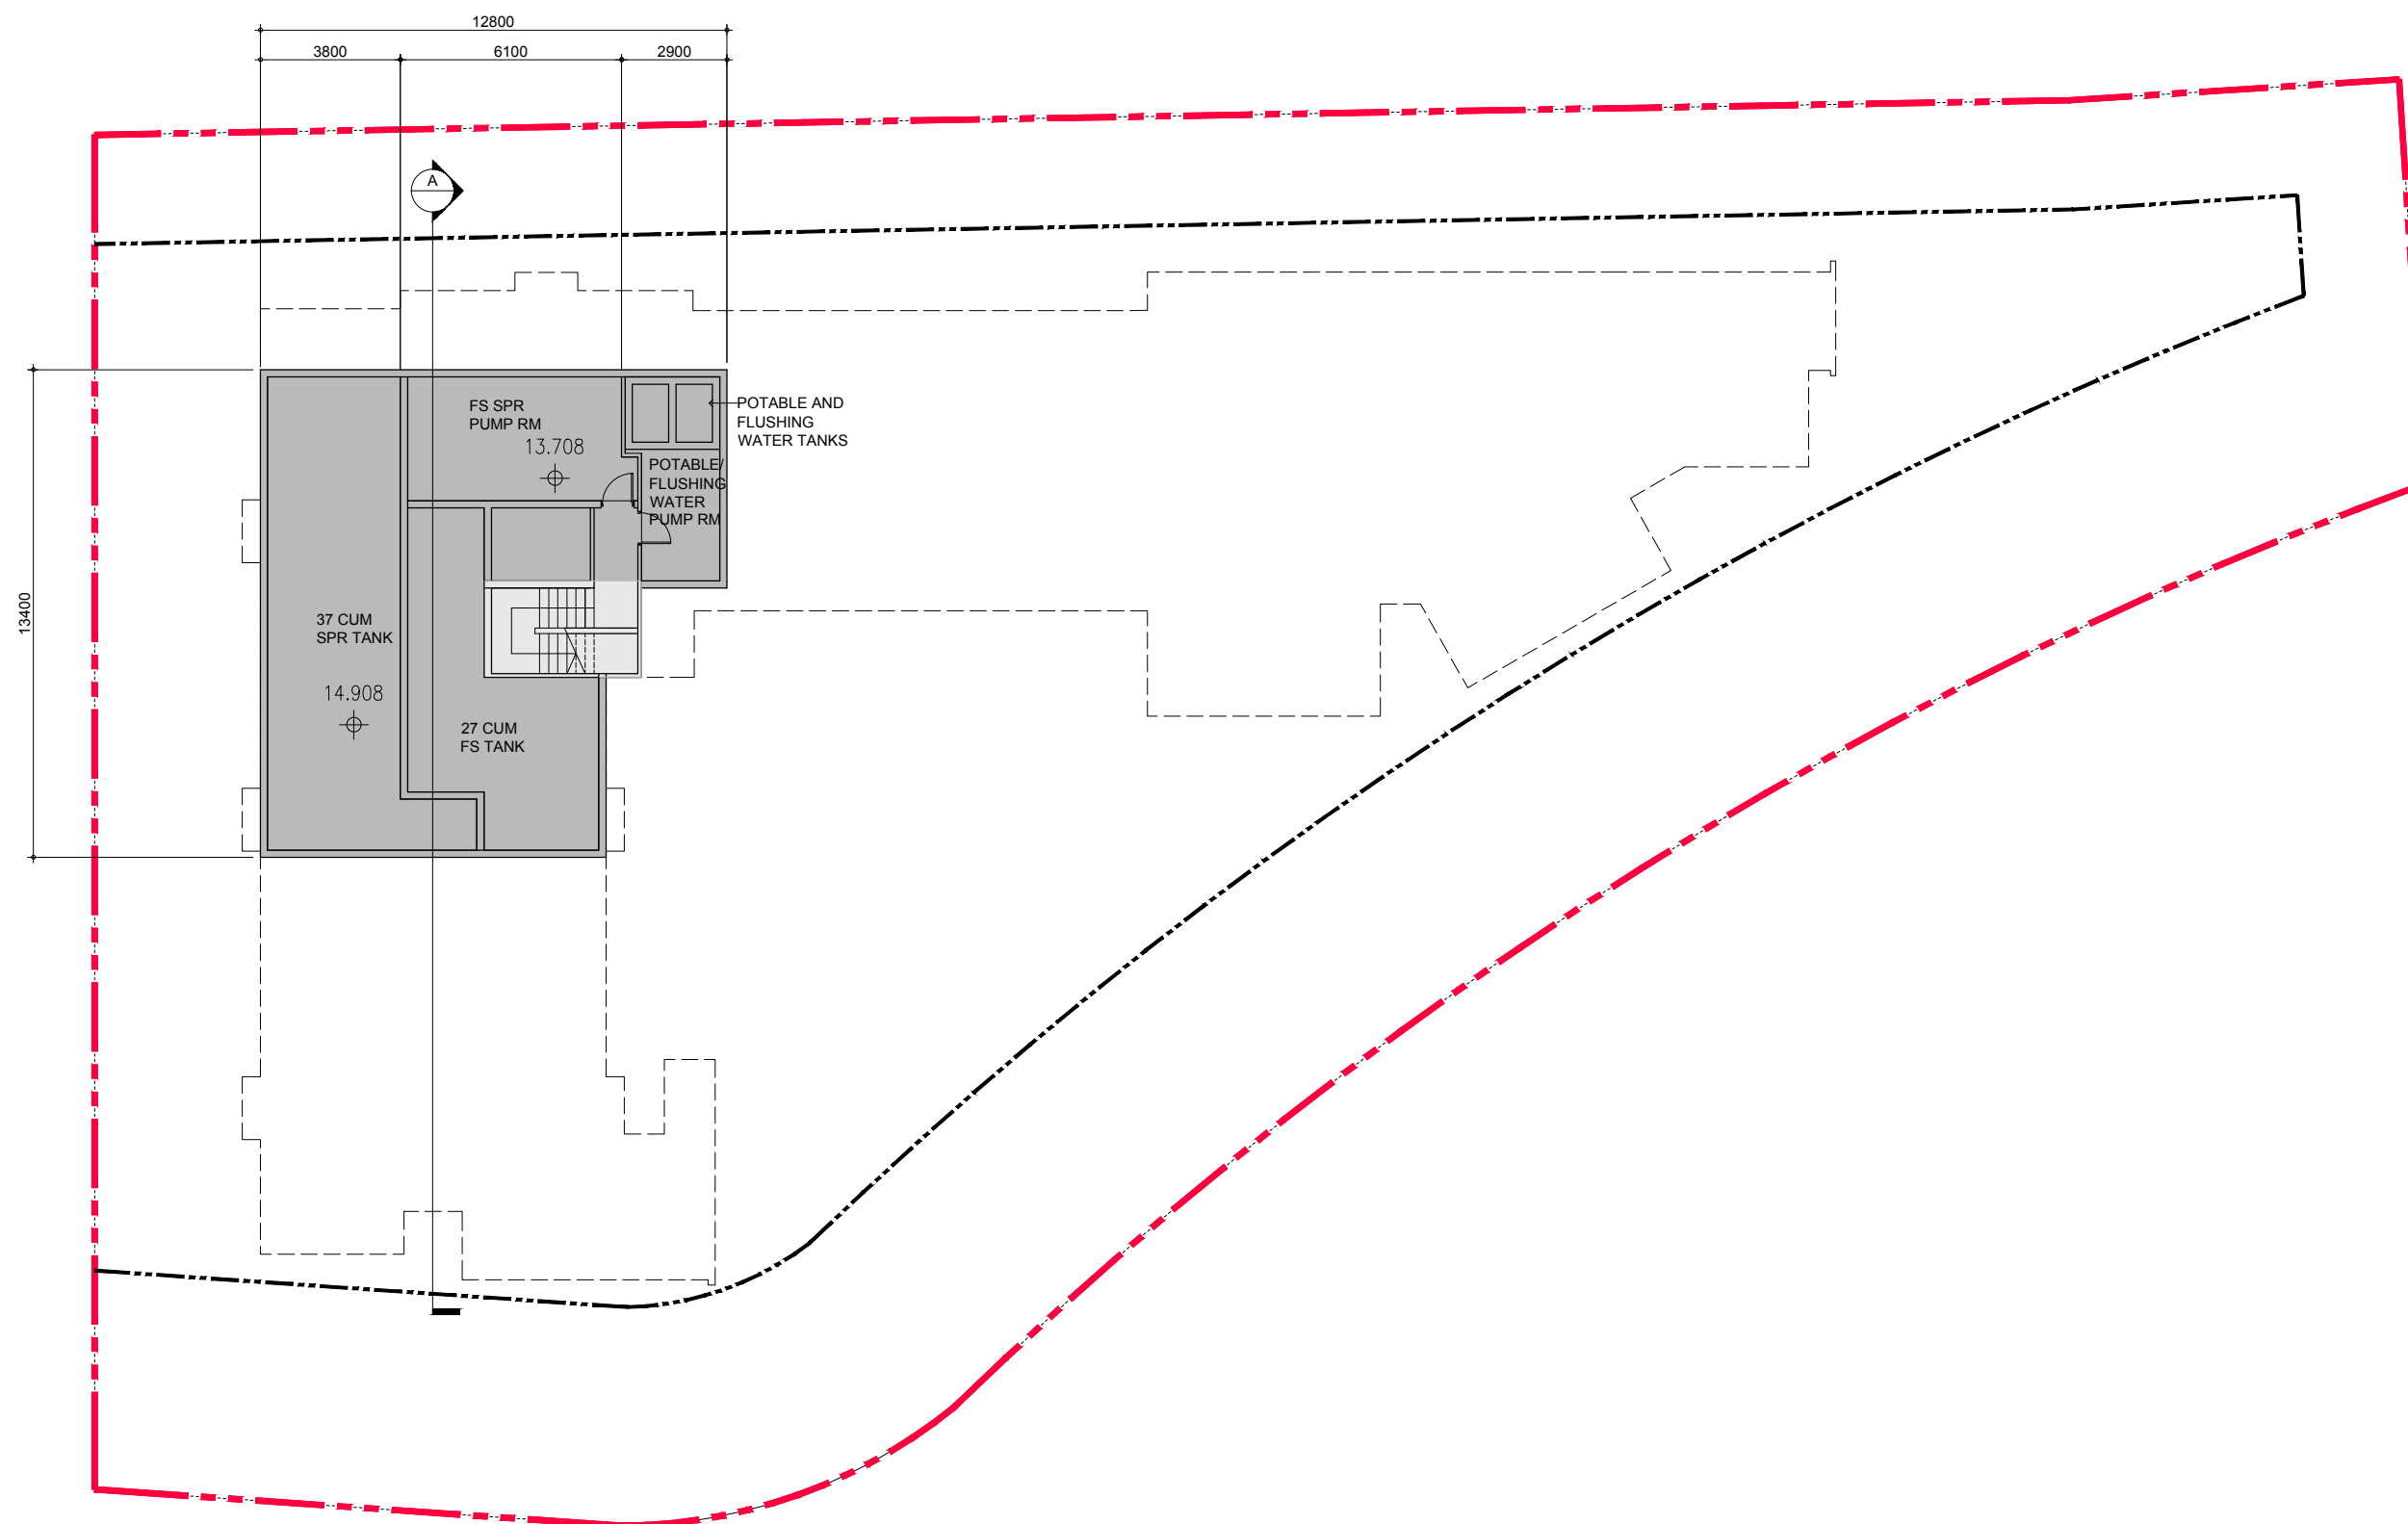 12800
3800
6100
2900
A
FS SPR
PUMP RM
13.708
POTABLE AND
FLUSHING
WATER TANKS
POTABLE/
FLUSHING
WATER
PUMP RM
13400
37 CUM
SPR TANK
14.908
27 CUM
FS TANK